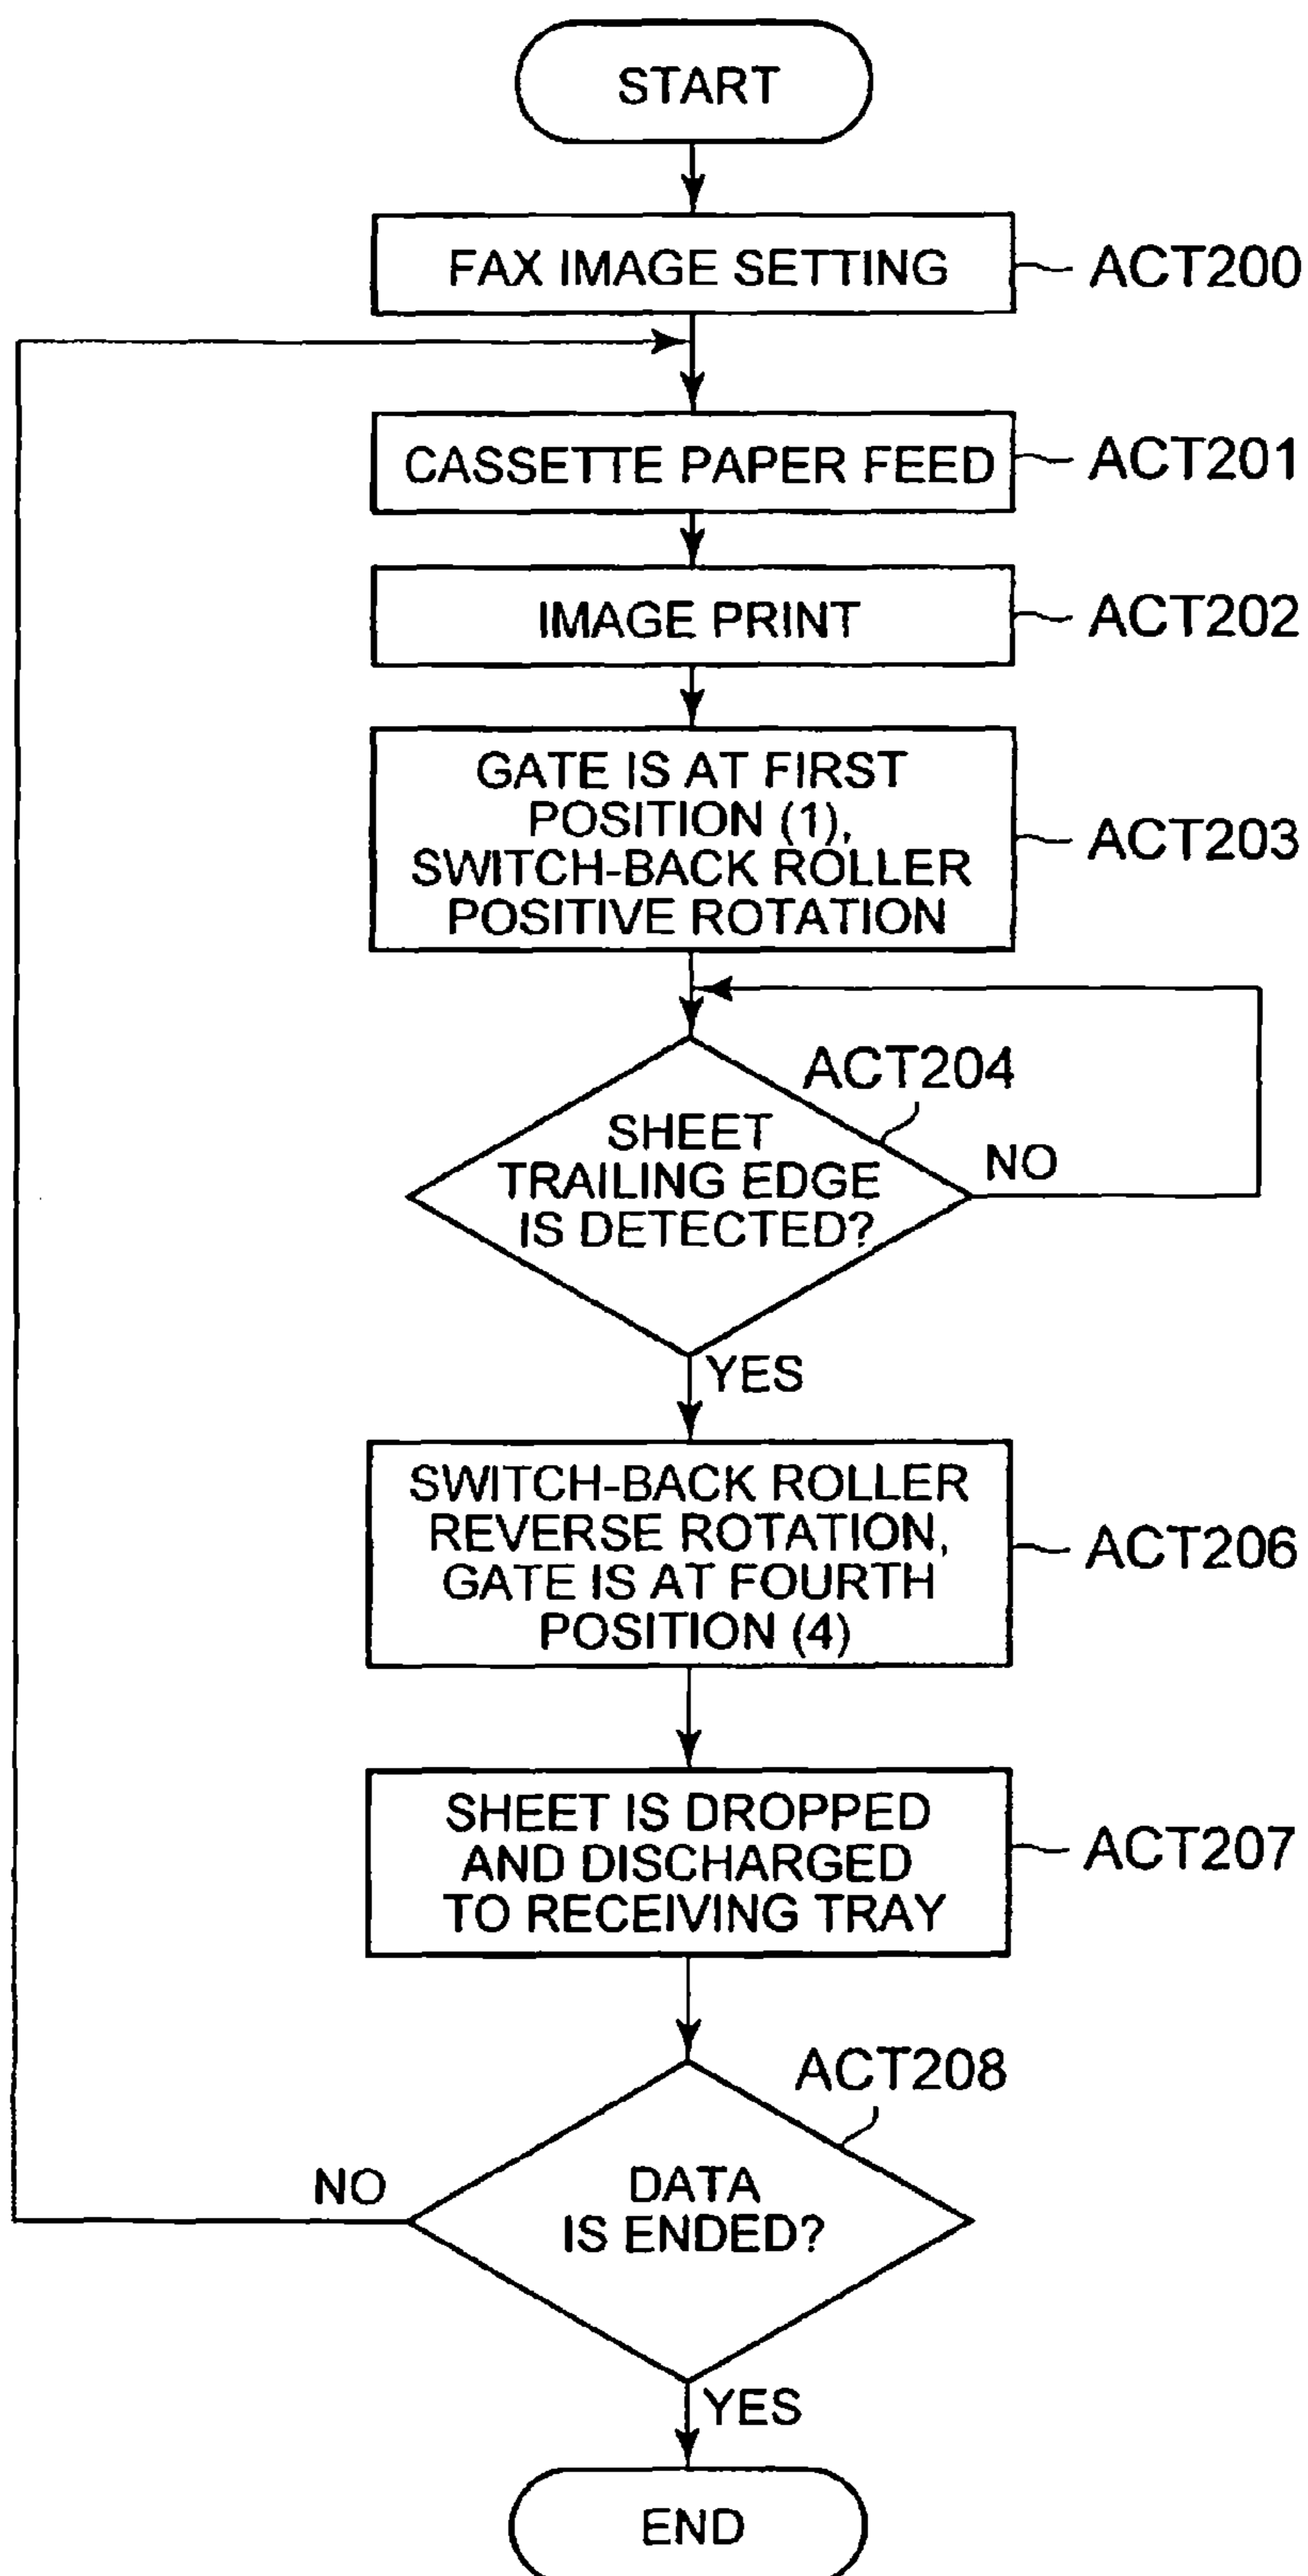 START
FAX IMAGE SETTING
ACT200
CASSETTE PAPER FEED
ACT201
IMAGE PRINT
ACT202
GATE IS AT FIRST
POSITION (1),
SWITCH-BACK ROLLER
POSITIVE ROTATION
ACT203
ACT204
SHEET
TRAILING EDGE
IS DETECTED?
NO
YES
SWITCH-BACK ROLLER
REVERSE ROTATION,
GATE IS AT FOURTH
POSITION (4)
ACT206
SHEET IS DROPPED
AND DISCHARGED
TO RECEIVING TRAY
ACT207
ACT208
DATA
IS ENDED?
NO
YES
END